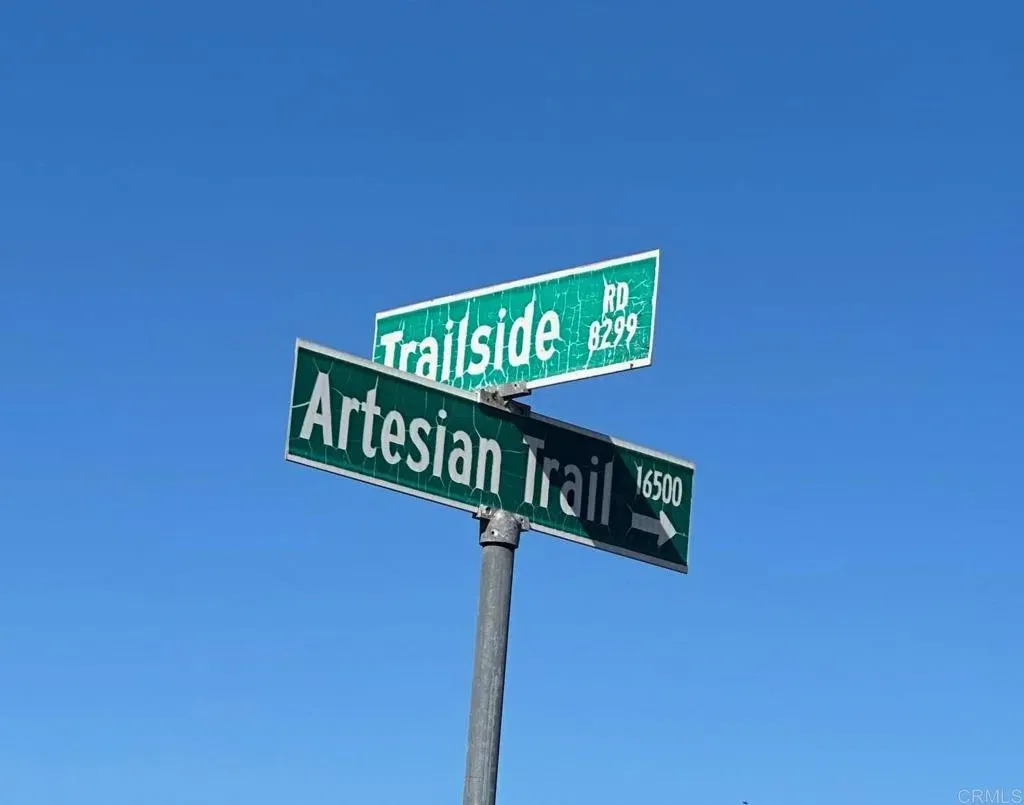 Trailside RD
8299
Artesian Trail 16500
CRMLS